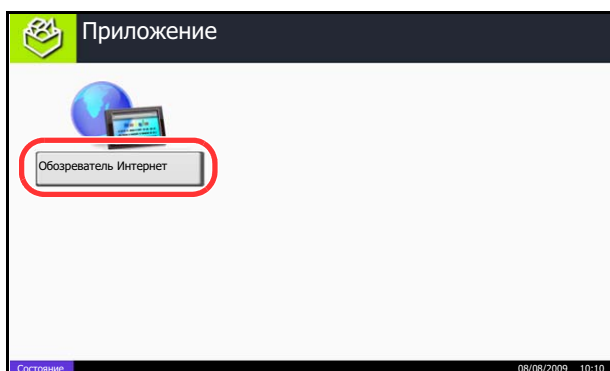 Приложение
Обозреватель Интернет
Состояние
08/08/2009 10:10